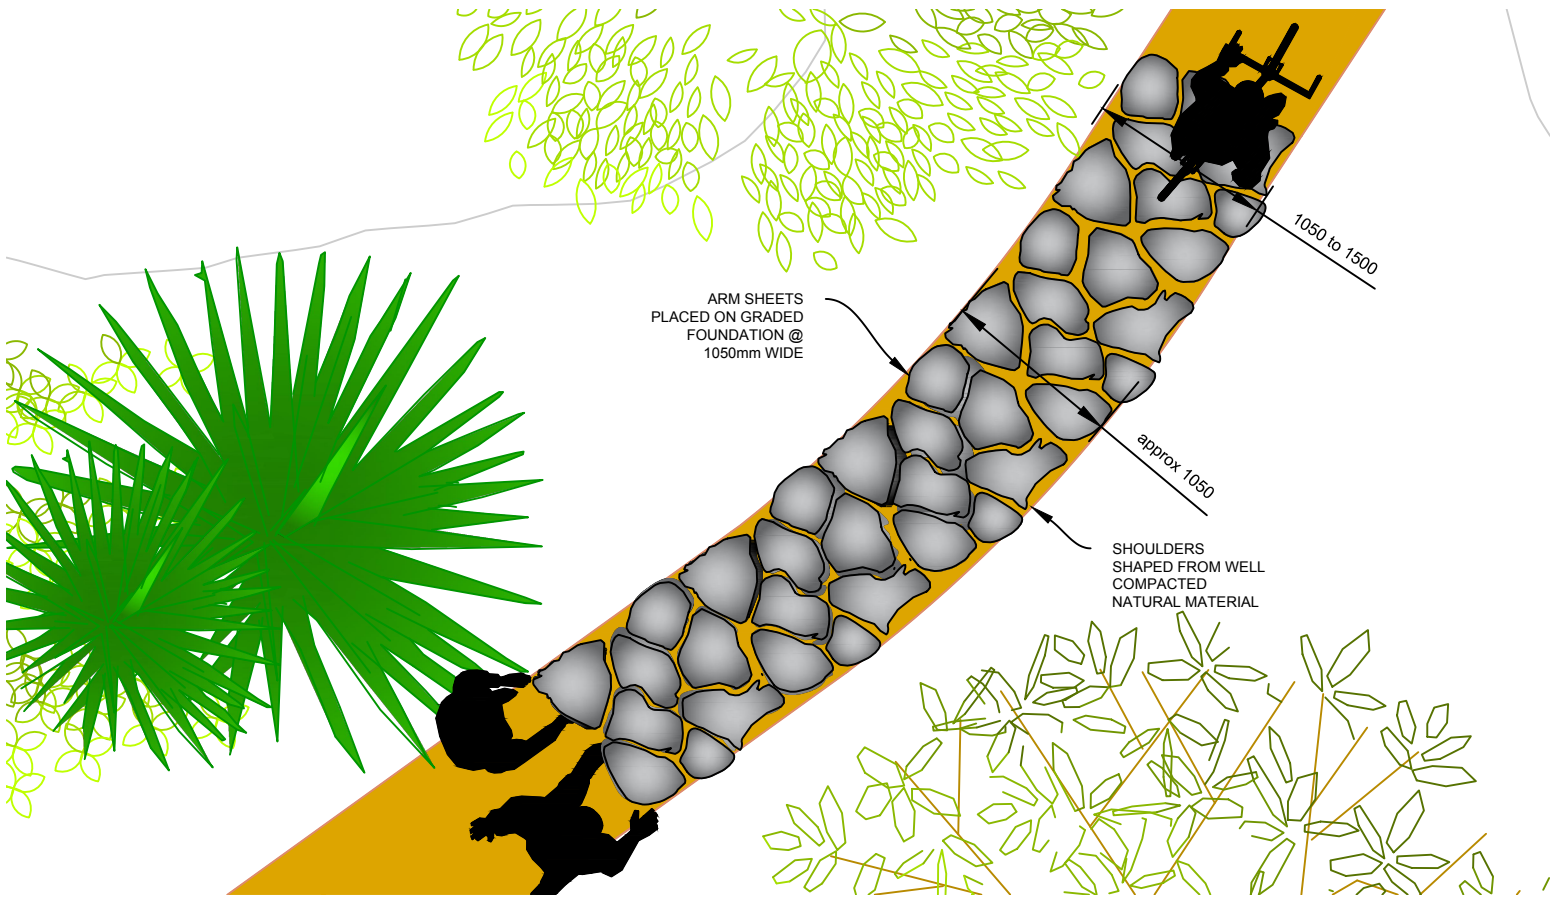 1050 to 1500
ARM SHEETS
PLACED ON GRADED
FOUNDATION @
1050mm WIDE
approx 1050
SHOULDERS
SHAPED FROM WELL
COMPACTED
NATURAL MATERIAL